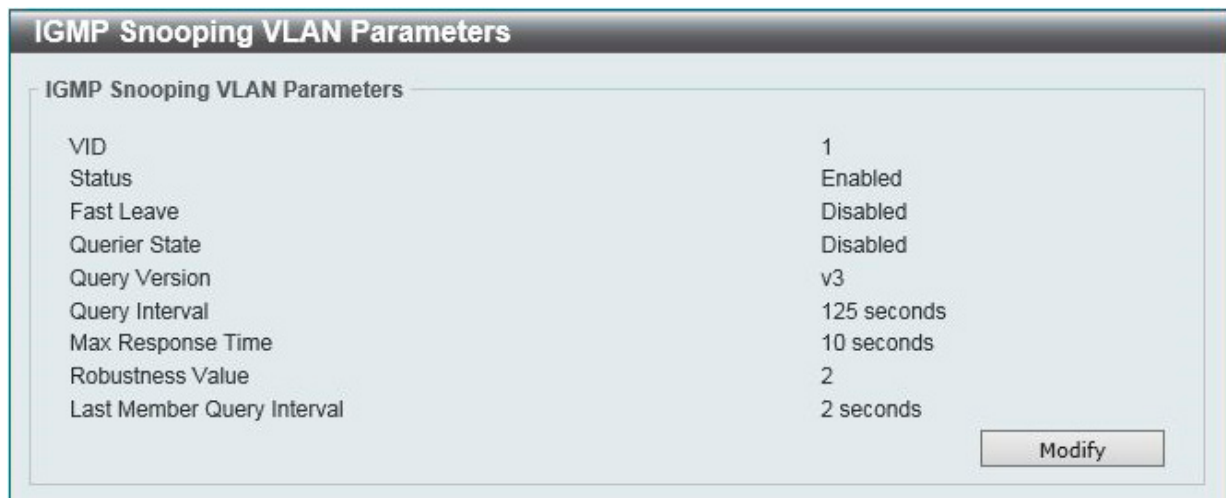 IGMP Snooping VLAN Parameters
IGMP Snooping VLAN Parameters
VID 1
Status Enabled
Fast Leave Disabled
Querier State Disabled
Query Version v3
Query Interval 125 seconds
Max Response Time 10 seconds
Robustness Value 2
Last Member Query Interval 2 seconds
Modify